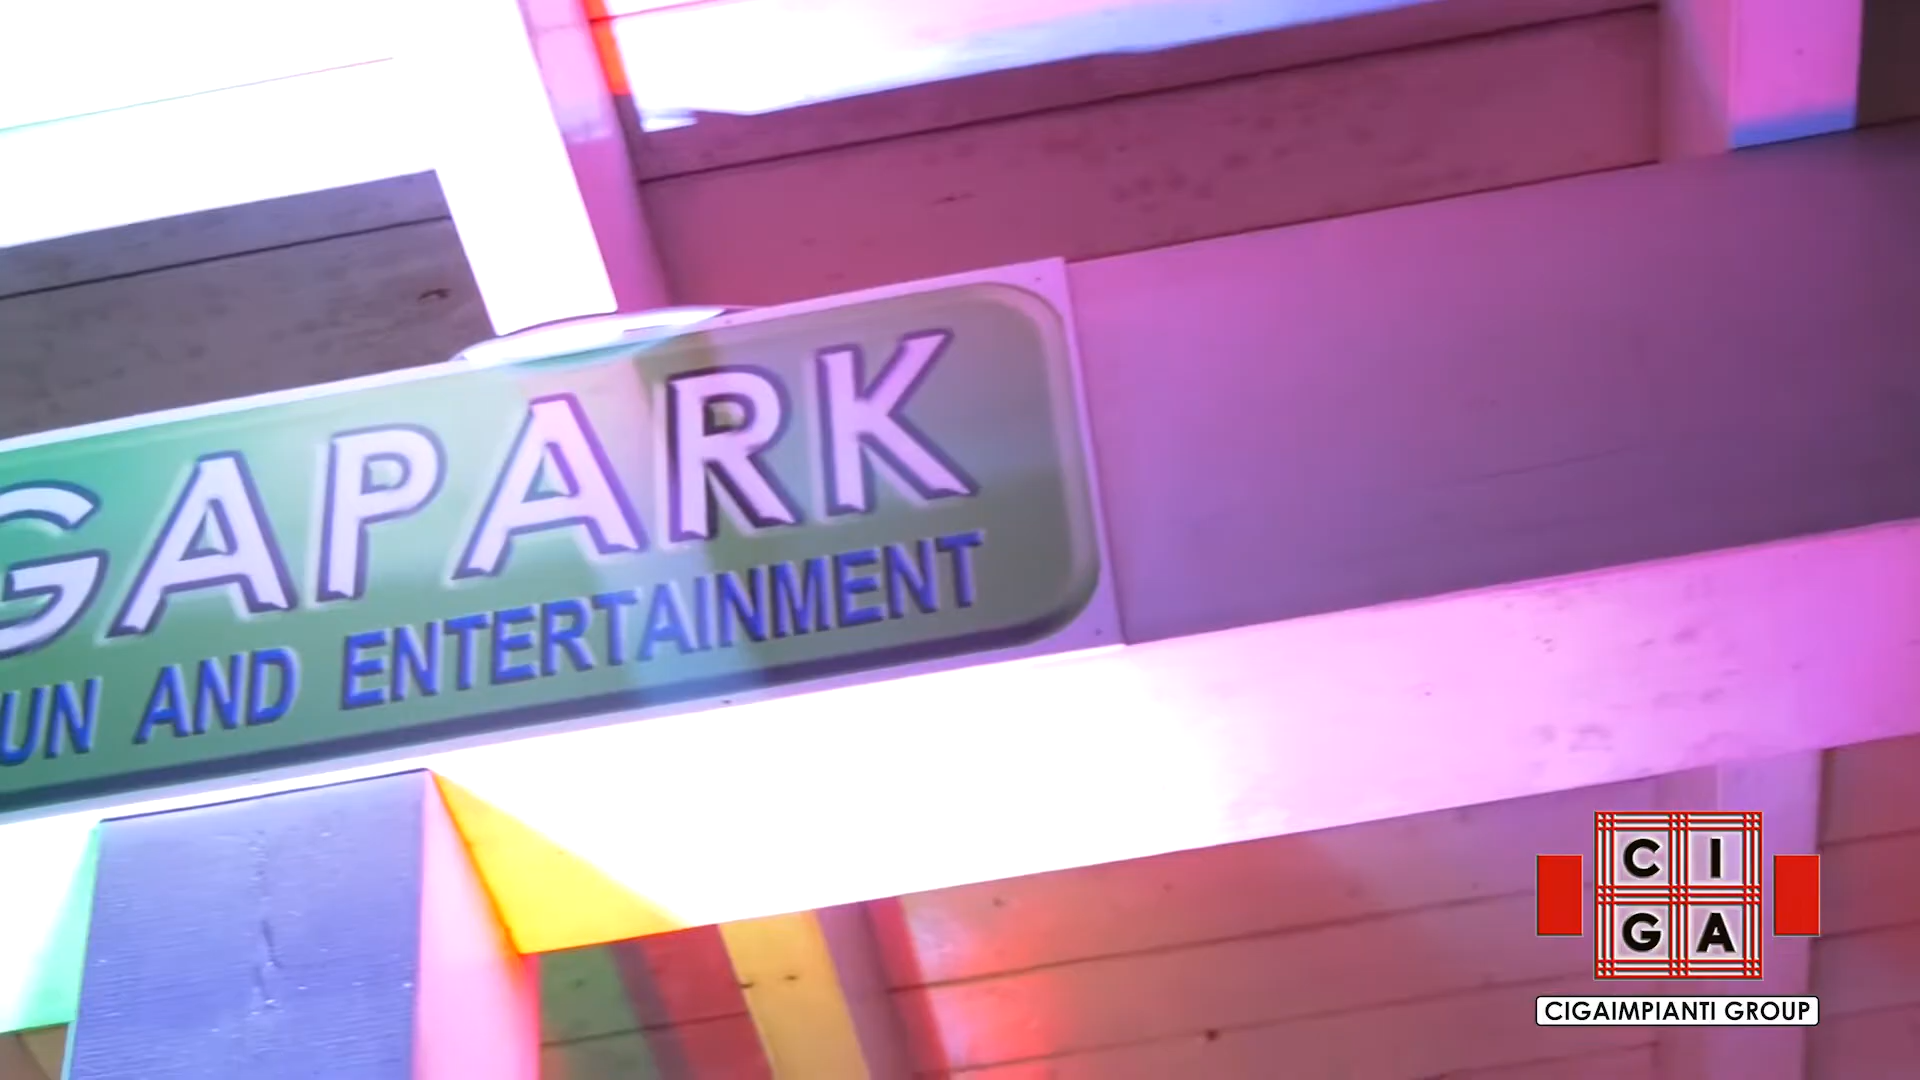 GAPARK
UN AND ENTERTAINMENT
C I
G A
CIGAIMPIANTI GROUP